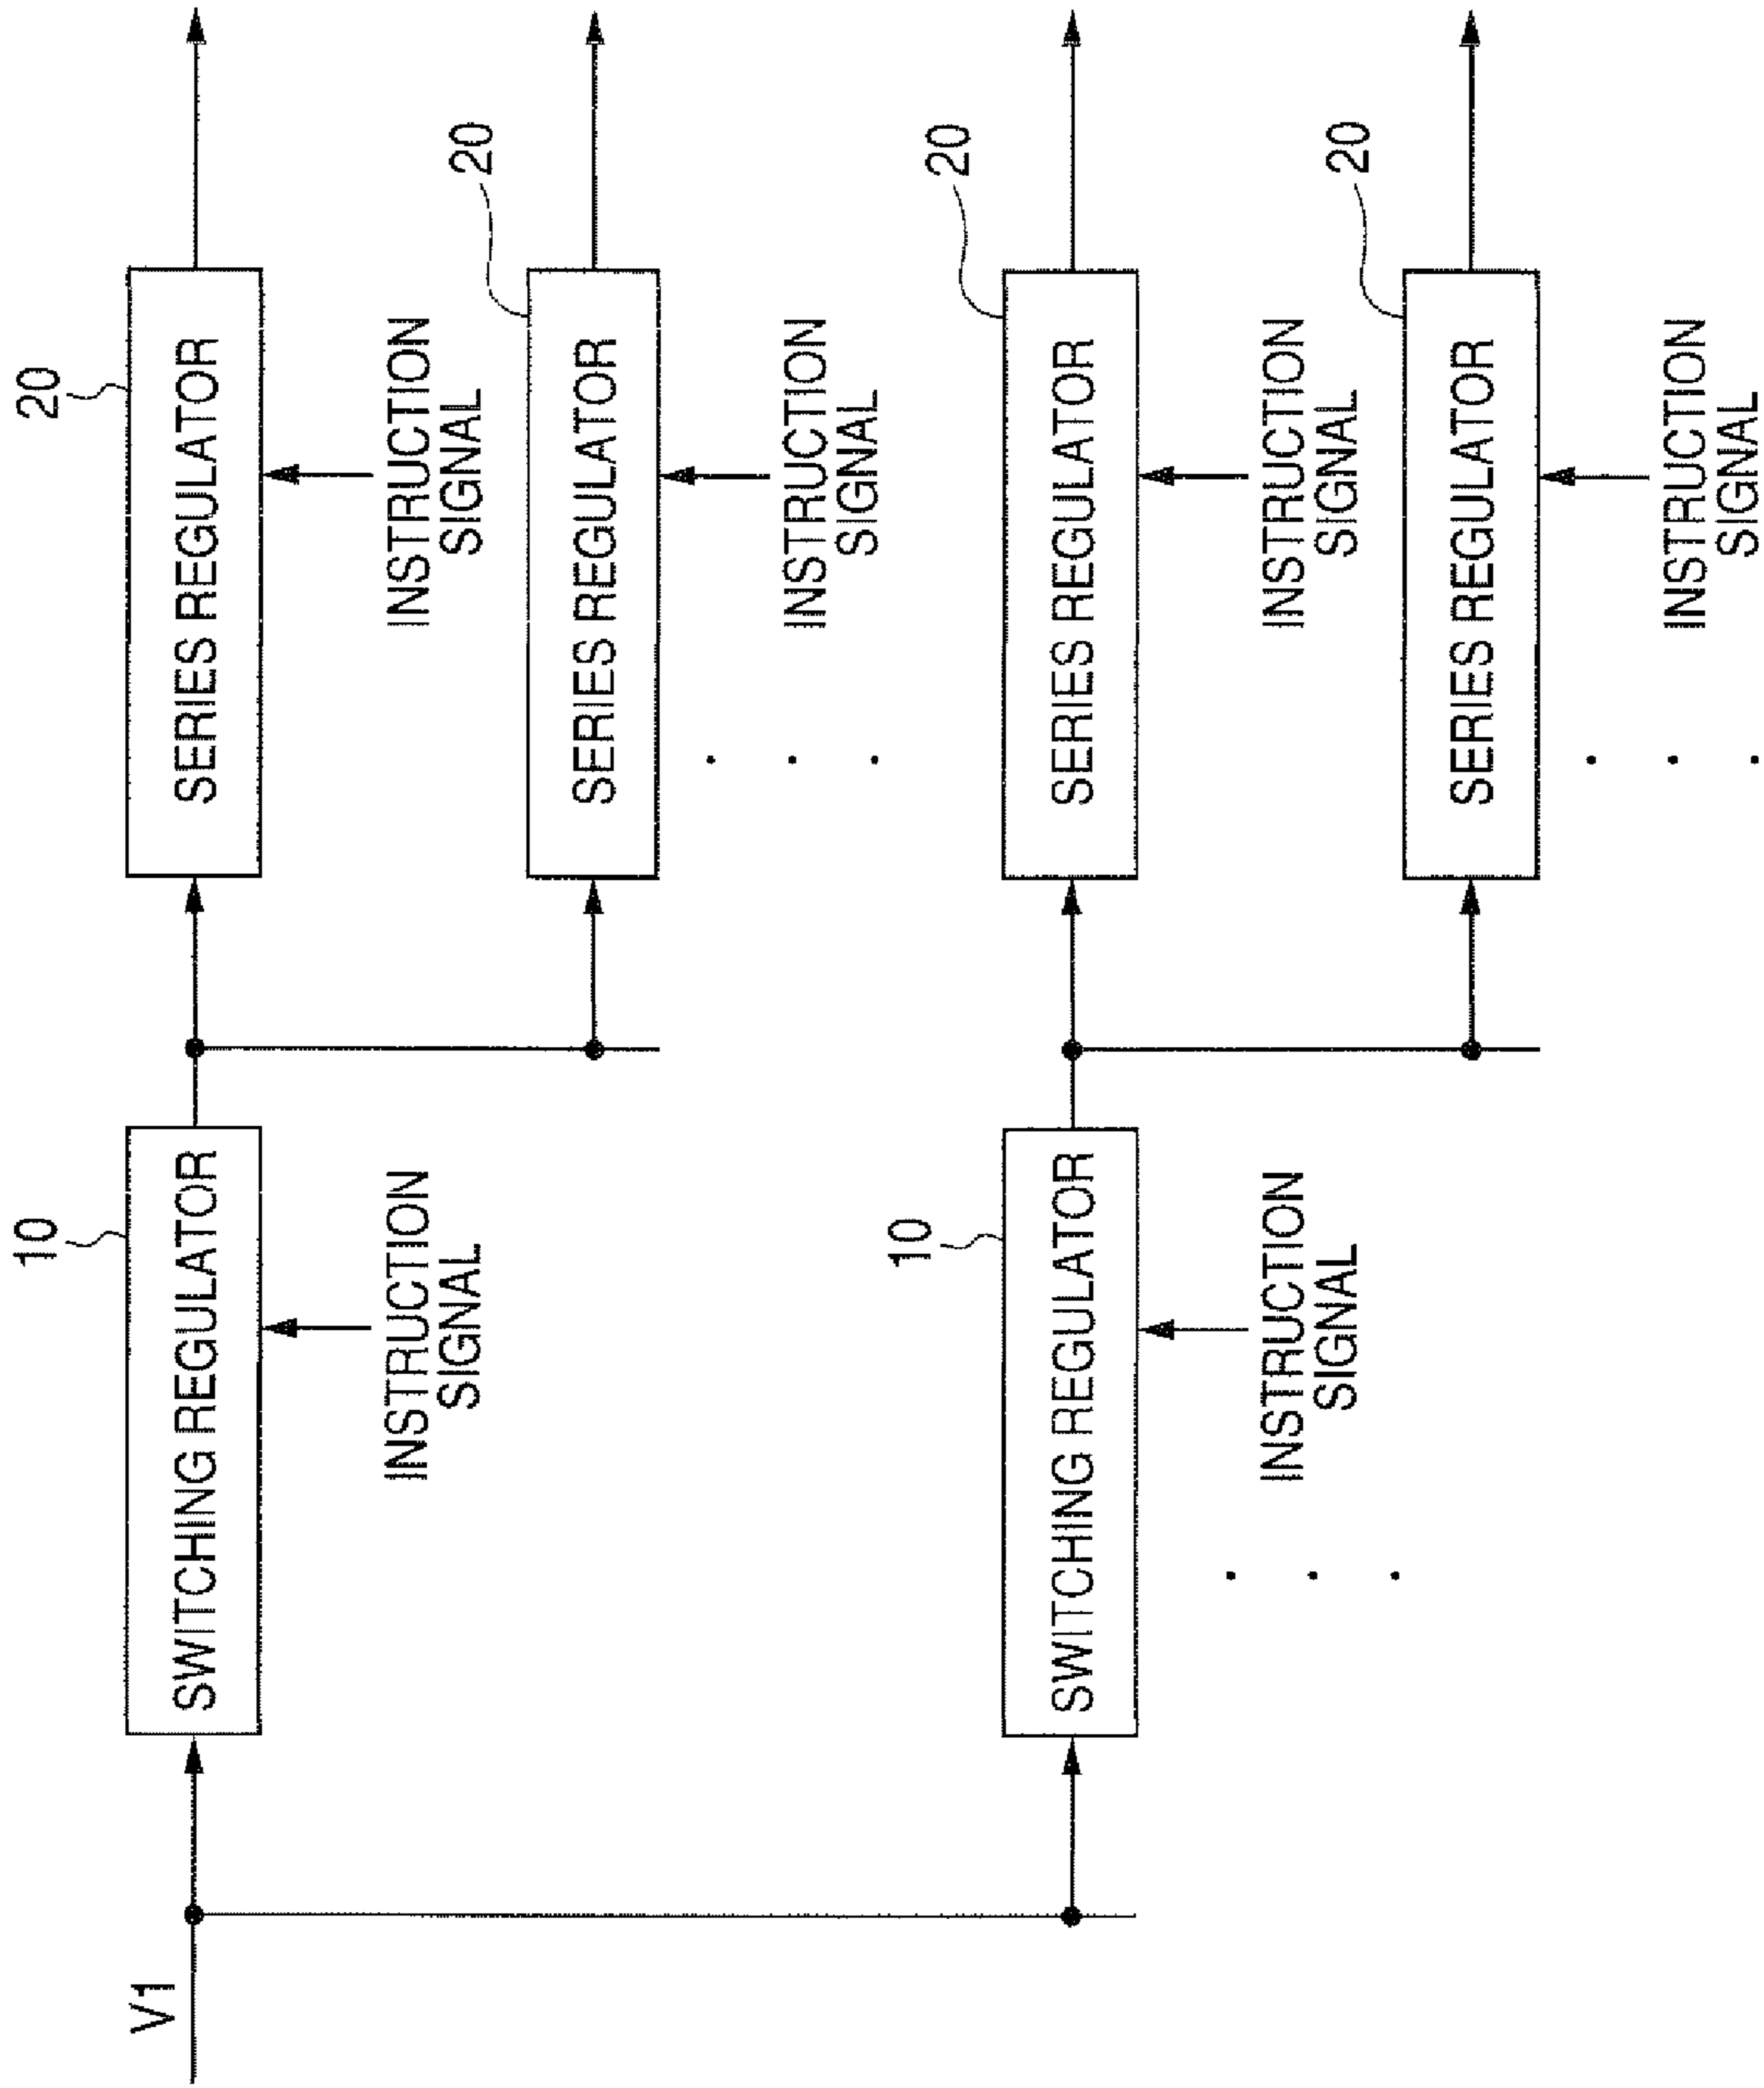 V1
10
SWITCHING REGULATOR
INSTRUCTION
SIGNAL
20
SERIES REGULATOR
INSTRUCTION
SIGNAL
20
SERIES REGULATOR
INSTRUCTION
SIGNAL
10
SWITCHING REGULATOR
INSTRUCTION
SIGNAL
20
SERIES REGULATOR
INSTRUCTION
SIGNAL
20
SERIES REGULATOR
INSTRUCTION
SIGNAL